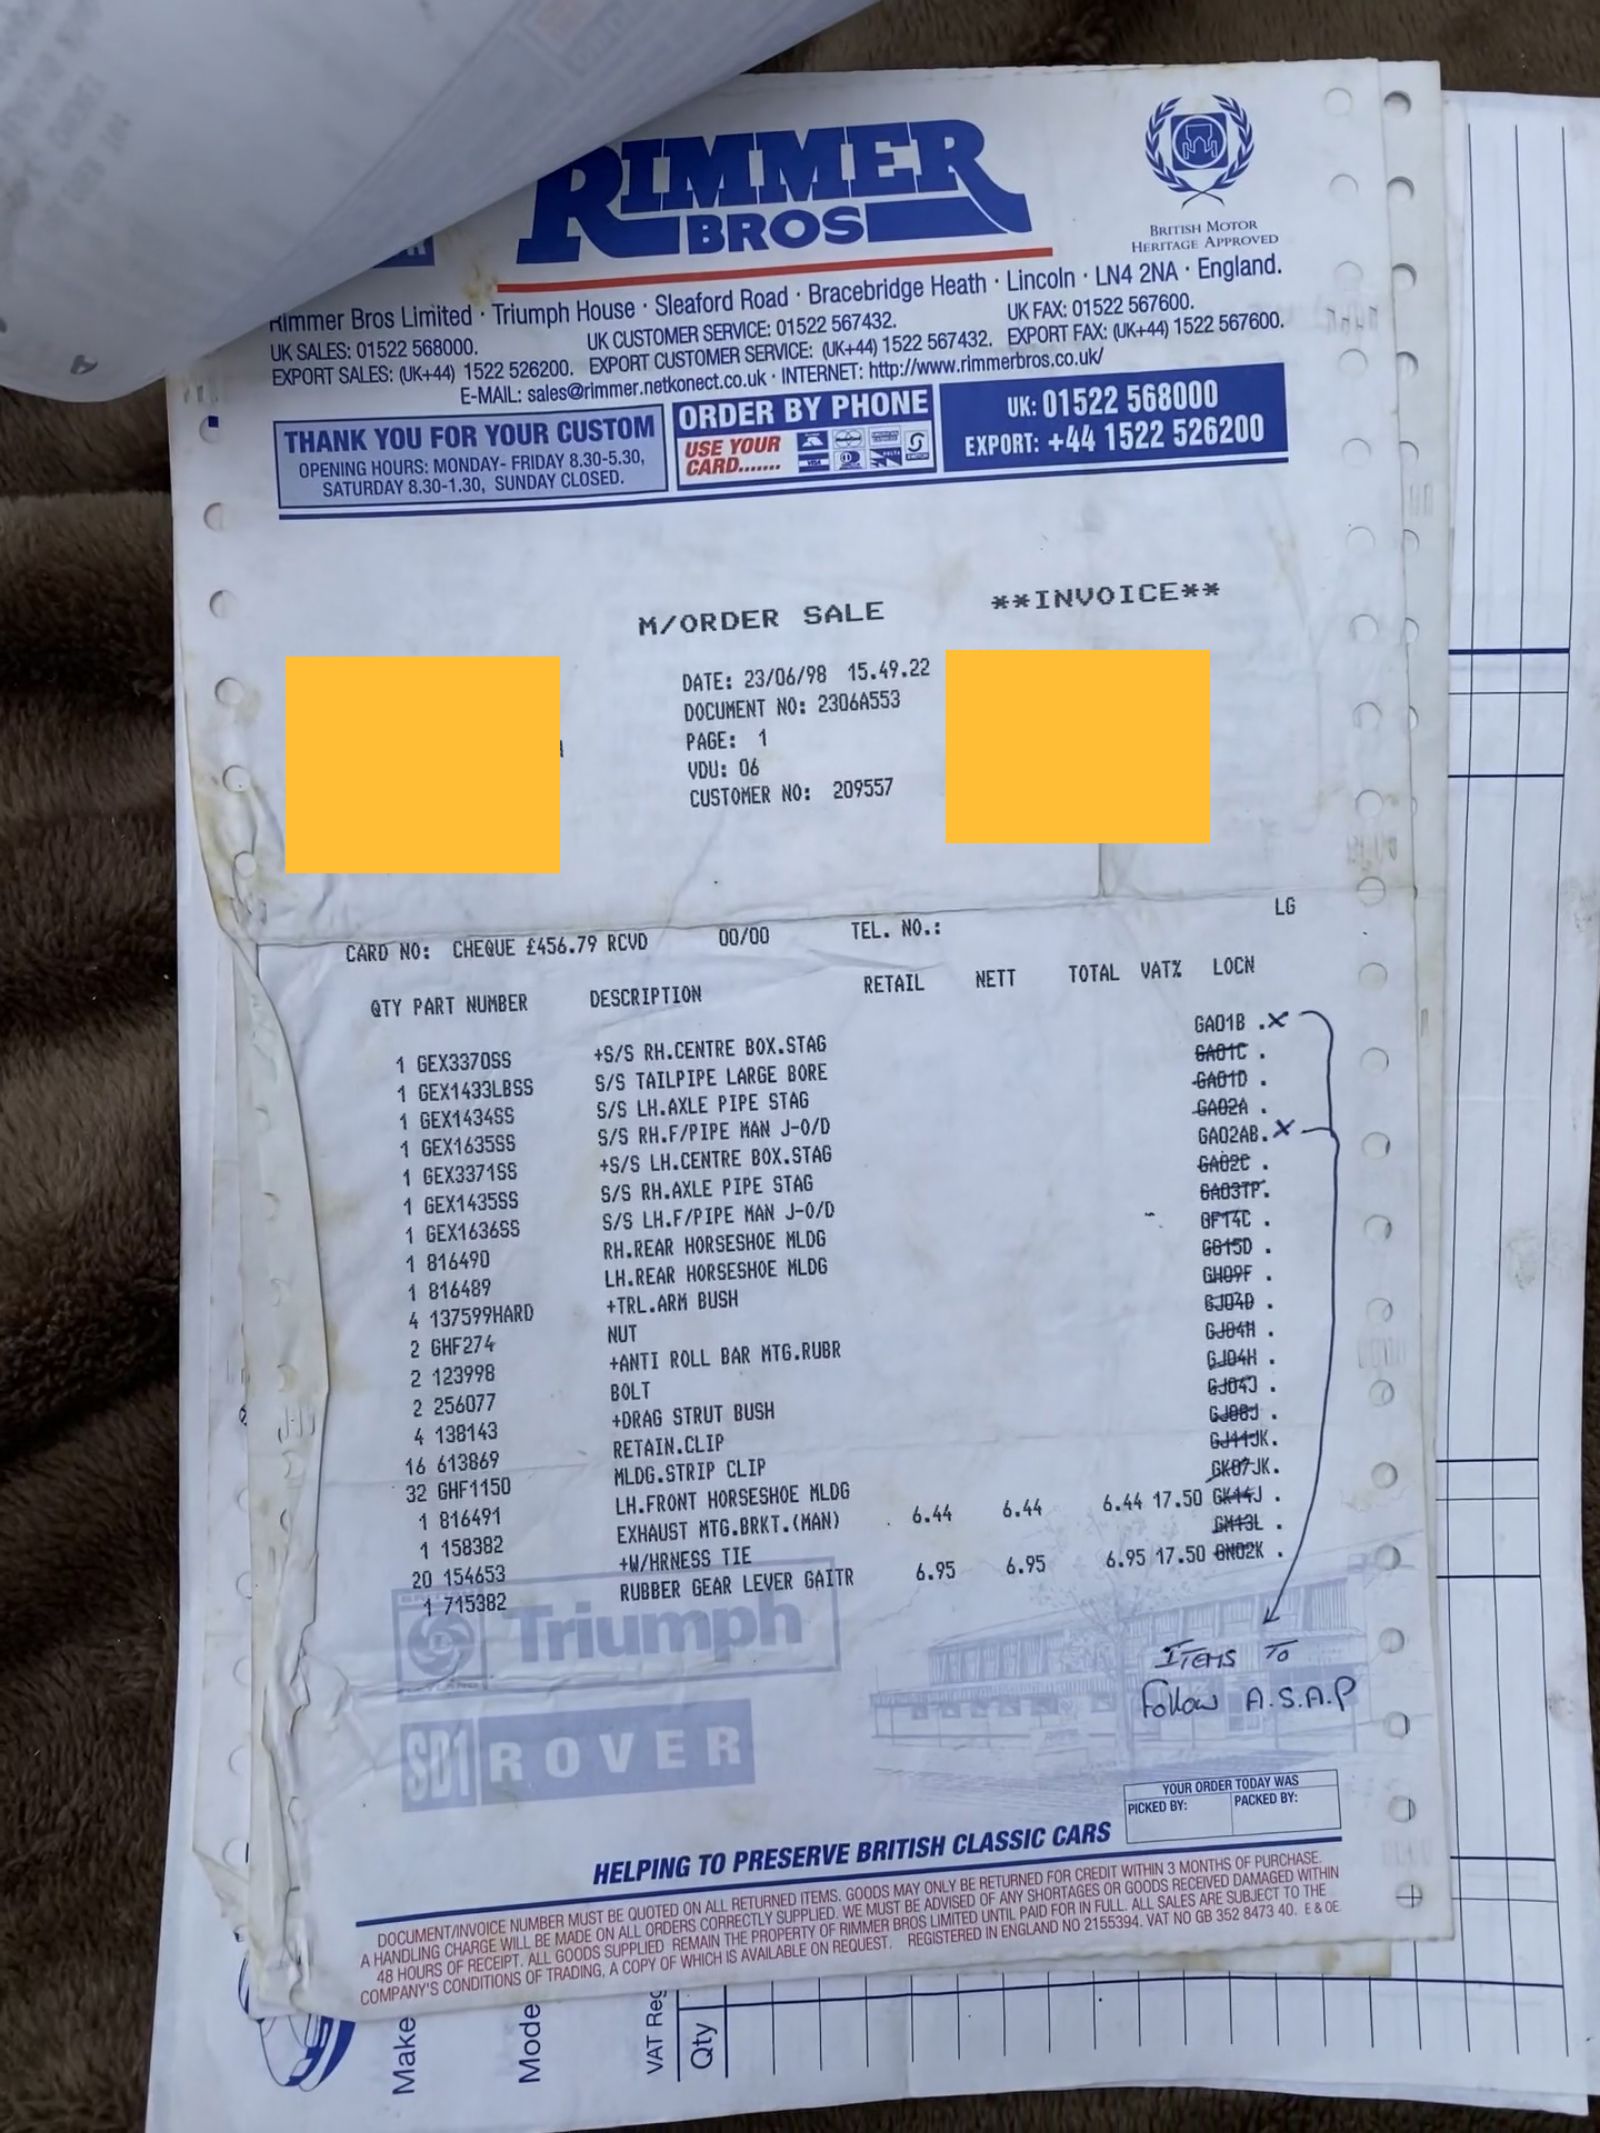 RIMMER
BROS
BRITISH MOTOR
HERITAGE APPROVED
Rimmer Bros Limited · Triumph House · Sleaford Road · Bracebridge Heath · Lincoln · LN4 2NA · England.
UK SALES: 01522 568000. UK CUSTOMER SERVICE: 01522 567432. UK FAX: 01522 567600.
EXPORT SALES: (UK+44) 1522 526200. EXPORT CUSTOMER SERVICE: (UK+44) 1522 567432. EXPORT FAX: (UK+44) 1522 567600.
E-MAIL: sales@rimmer.netkonect.co.uk · INTERNET: http://www.rimmerbros.co.uk/
THANK YOU FOR YOUR CUSTOM
OPENING HOURS: MONDAY- FRIDAY 8.30-5.30,
SATURDAY 8.30-1.30, SUNDAY CLOSED.
ORDER BY PHONE
USE YOUR
CARD.......
UK: 01522 568000
EXPORT: +44 1522 526200
M/ORDER SALE **INVOICE**
DATE: 23/06/98 15.49.22
DOCUMENT NO: 2306A553
PAGE: 1
VDU: 06
CUSTOMER NO: 209557
LG
CARD NO: CHEQUE £456.79 RCVD 00/00 TEL. NO.:
QTY PART NUMBER DESCRIPTION RETAIL NETT TOTAL VAT% LOCN
1 GEX3370SS +S/S RH.CENTRE BOX.STAG GA01B .X
1 GEX1433LBSS S/S TAILPIPE LARGE BORE GA01C .
1 GEX1434SS S/S LH.AXLE PIPE STAG GA01D .
1 GEX1635SS S/S RH.F/PIPE MAN J-O/D GA02A .
1 GEX3371SS +S/S LH.CENTRE BOX.STAG GA02AB.X
1 GEX1435SS S/S RH.AXLE PIPE STAG GA02C .
1 GEX1636SS S/S LH.F/PIPE MAN J-O/D GA03TP.
1 816490 RH.REAR HORSESHOE MLDG GF14C .
1 816489 LH.REAR HORSESHOE MLDG GG15D .
4 137599HARD +TRL.ARM BUSH GH09F .
2 GHF274 NUT GJ04D .
2 123998 +ANTI ROLL BAR MTG.RUBR GJ04H .
2 256077 BOLT GJ04H .
4 138143 +DRAG STRUT BUSH GJ04J .
16 613869 RETAIN.CLIP GJ08J .
32 GHF1150 MLDG.STRIP CLIP GJ11JK.
1 816491 LH.FRONT HORSESHOE MLDG GK07JK.
1 158382 EXHAUST MTG.BRKT.(MAN) 6.44 6.44 6.44 17.50 GK14J .
20 154653 +W/HRNESS TIE GM13L .
1 715382 RUBBER GEAR LEVER GAITR 6.95 6.95 6.95 17.50 GN02K .
Triumph
ITEMS TO
Follow A.S.A.P
SD1 ROVER
YOUR ORDER TODAY WAS
PICKED BY: PACKED BY:
HELPING TO PRESERVE BRITISH CLASSIC CARS
DOCUMENT/INVOICE NUMBER MUST BE QUOTED ON ALL RETURNED ITEMS. GOODS MAY ONLY BE RETURNED FOR CREDIT WITHIN 3 MONTHS OF PURCHASE.
A HANDLING CHARGE WILL BE MADE ON ALL ORDERS CORRECTLY SUPPLIED. WE MUST BE ADVISED OF ANY SHORTAGES OR GOODS RECEIVED DAMAGED WITHIN
48 HOURS OF RECEIPT. ALL GOODS SUPPLIED REMAIN THE PROPERTY OF RIMMER BROS LIMITED UNTIL PAID FOR IN FULL. ALL SALES ARE SUBJECT TO THE
COMPANY'S CONDITIONS OF TRADING, A COPY OF WHICH IS AVAILABLE ON REQUEST. REGISTERED IN ENGLAND NO 2155394. VAT NO GB 352 8473 40. E & OE.
Make
Mode
VAT Reg
Qty